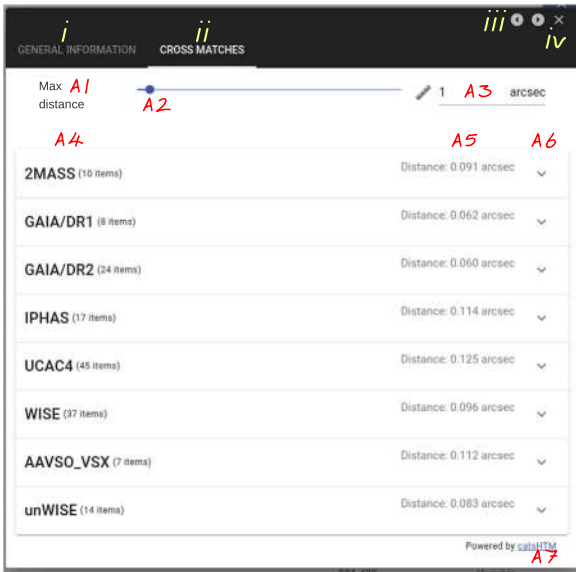 i ii iii iv
GENERAL INFORMATION CROSS MATCHES
Max A1
distance A2 1 A3 arcsec
A4 A5 A6
2MASS (10 items) Distance: 0.091 arcsec
GAIA/DR1 (8 items) Distance: 0.062 arcsec
GAIA/DR2 (24 items) Distance: 0.060 arcsec
IPHAS (17 items) Distance: 0.114 arcsec
UCAC4 (45 items) Distance: 0.125 arcsec
WISE (37 items) Distance: 0.096 arcsec
AAVSO_VSX (7 items) Distance: 0.112 arcsec
unWISE (14 items) Distance: 0.083 arcsec
Powered by catsHTM
A7